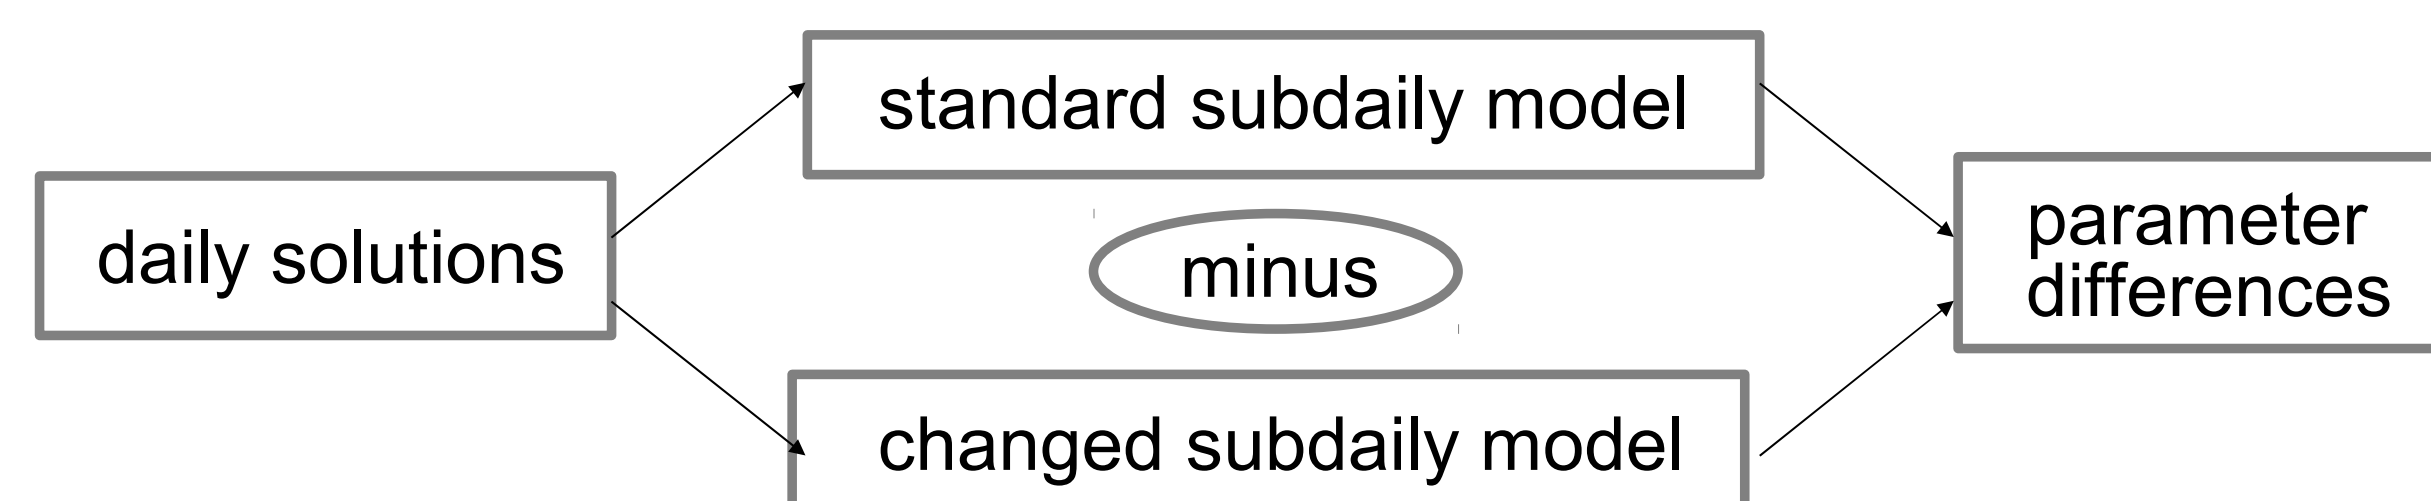 standard subdaily model
daily solutions
minus
parameter
differences
changed subdaily model